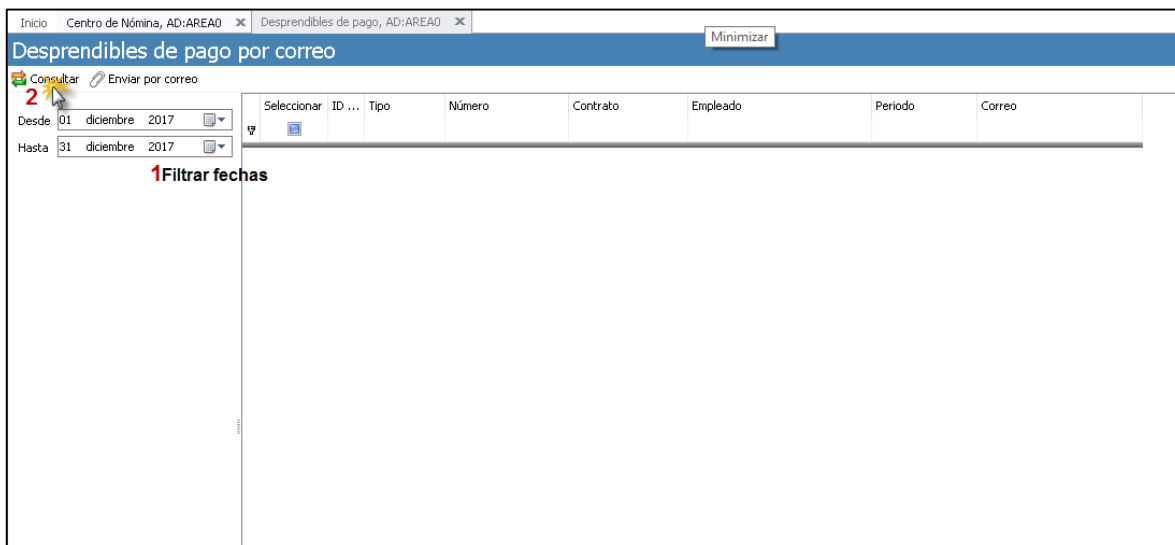 Inicio Centro de Nómina, AD:AREA0 Desprendibles de pago, AD:AREA0
Minimizar
Desprendibles de pago por correo
Consultar Enviar por correo
2
Seleccionar ID ... Tipo Número Contrato Empleado Periodo Correo
Desde 01 diciembre 2017
Hasta 31 diciembre 2017
1 Filtrar fechas